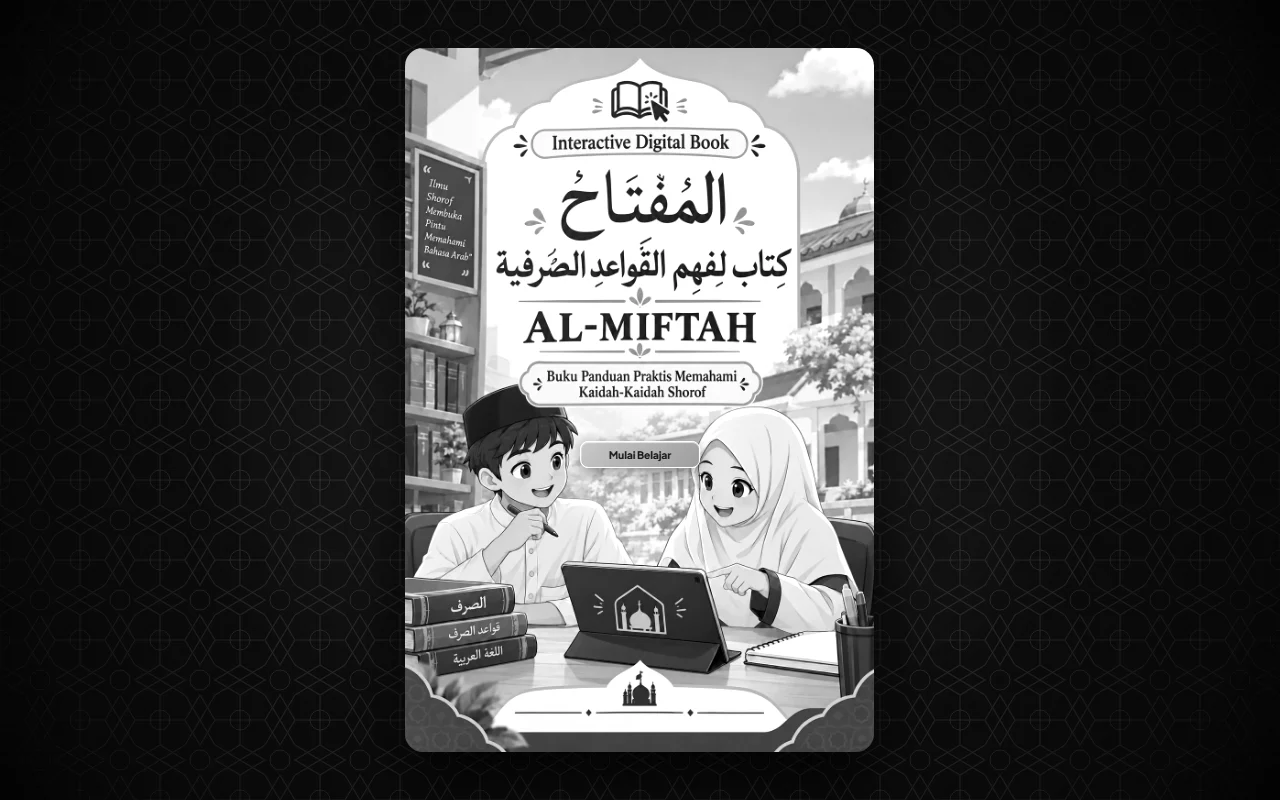 Interactive Digital Book
المُفْتَاحُ
كِتاب لِفهِم القَواعدِ الصُرفية
AL-MIFTAH
Buku Panduan Praktis Memahami
Kaidah-Kaidah Shorof
“Ilmu
Shorof
Membuka
Pintu
Memahami
Bahasa Arab”
Mulai Belajar
الصرف
قواعد الصرف
اللغة العربية